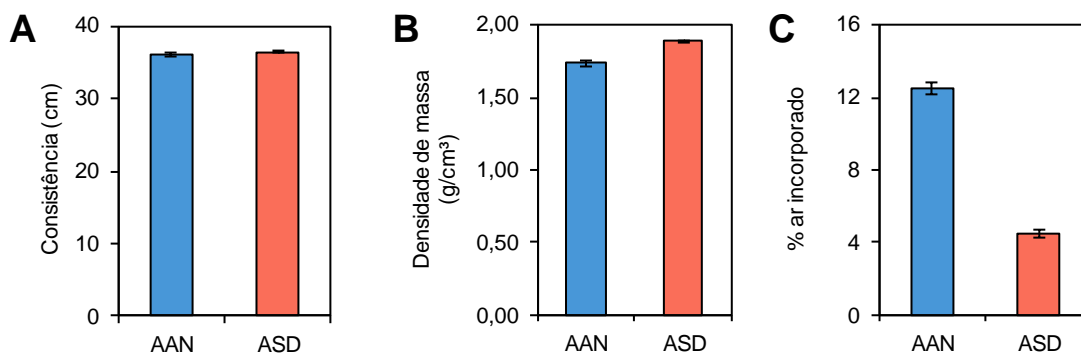 A
Consistência (cm)
40
30
36
10
0
AAN
ASD
B
Densidade de massa
(g/cm³)
2,00
1,50
1,00
0,50
0,00
AAN
ASD
C
% ar incorporado
16
12
8
4
0
AAN
ASD